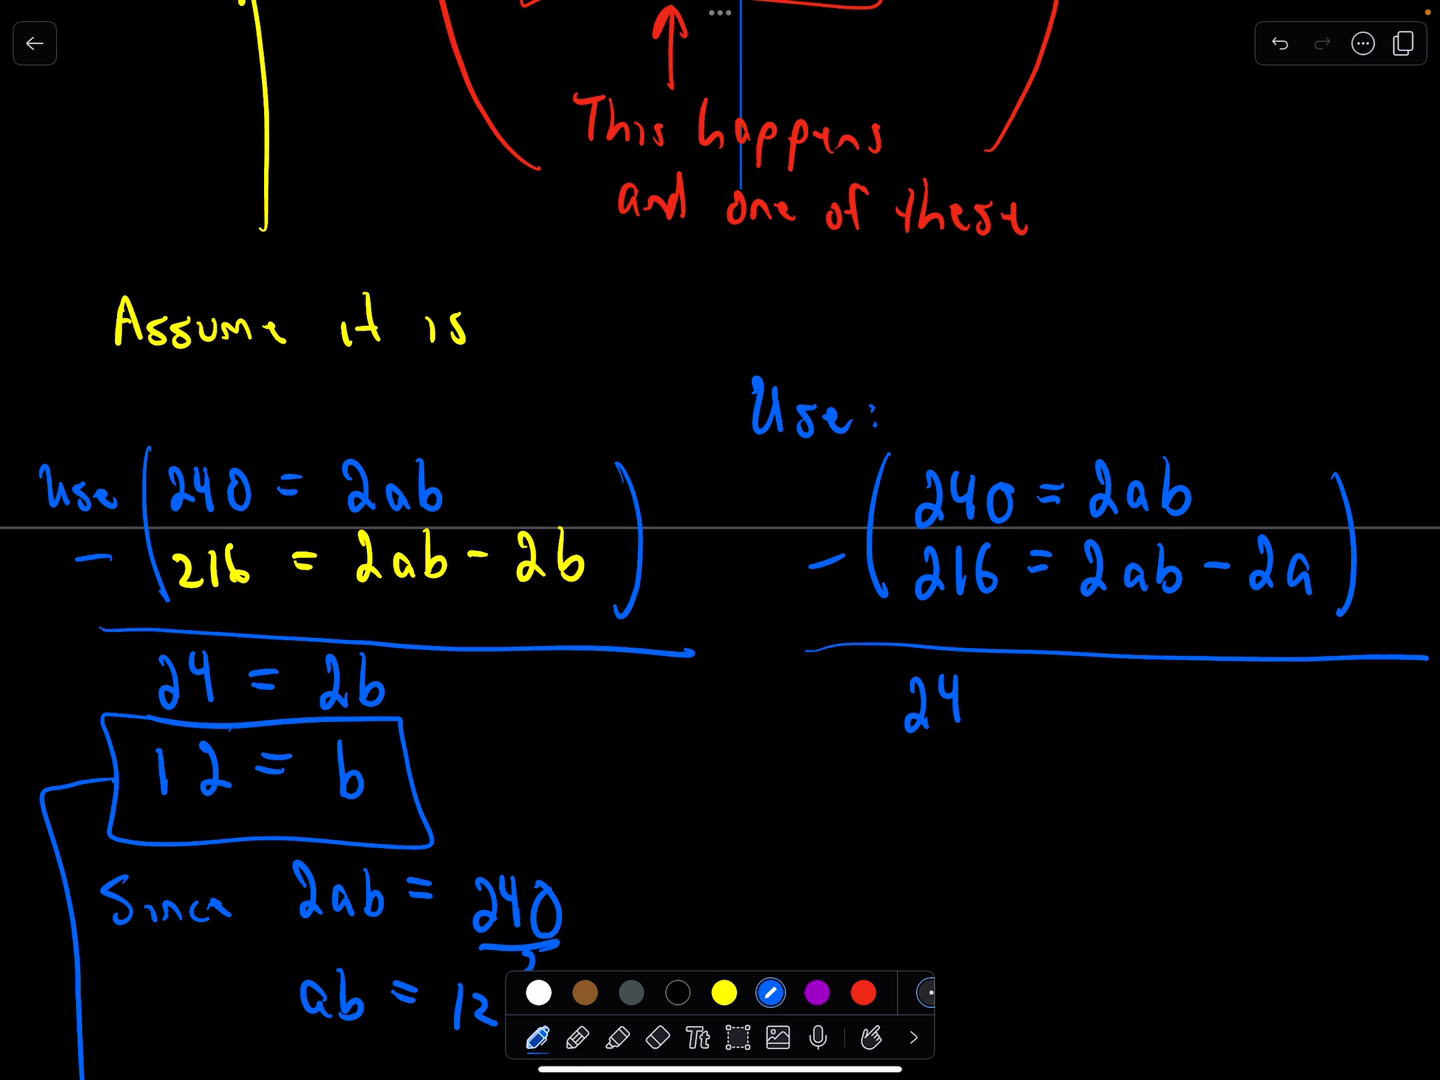 This happens
and one of these
Assume it is
Use
240 = 2ab
- 216 = 2ab - 2b
24 = 2b
12 = b
Since 2ab = 240
ab = 12
Use:
240 = 2ab
- 216 = 2ab - 2a
24
Tt